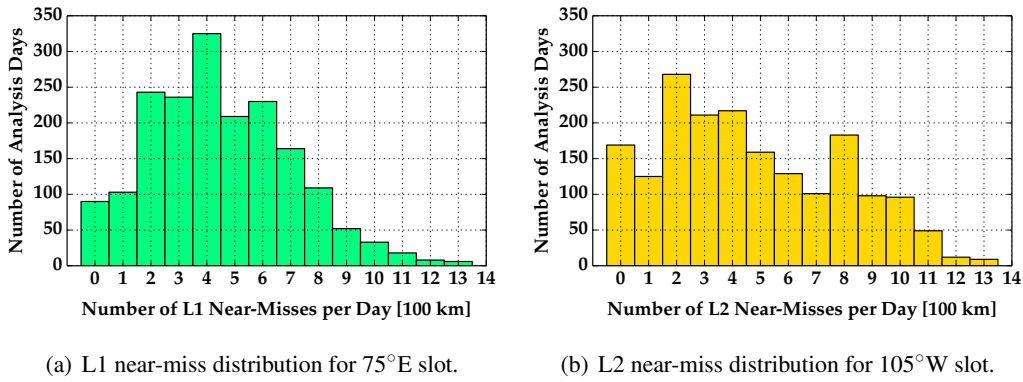 350
300
250
200
150
100
50
0
Number of Analysis Days
0 1 2 3 4 5 6 7 8 9 10 11 12 13 14
Number of L1 Near-Misses per Day [100 km]
(a) L1 near-miss distribution for 75°E slot.
350
300
250
200
150
100
50
0
Number of Analysis Days
0 1 2 3 4 5 6 7 8 9 10 11 12 13 14
Number of L2 Near-Misses per Day [100 km]
(b) L2 near-miss distribution for 105°W slot.